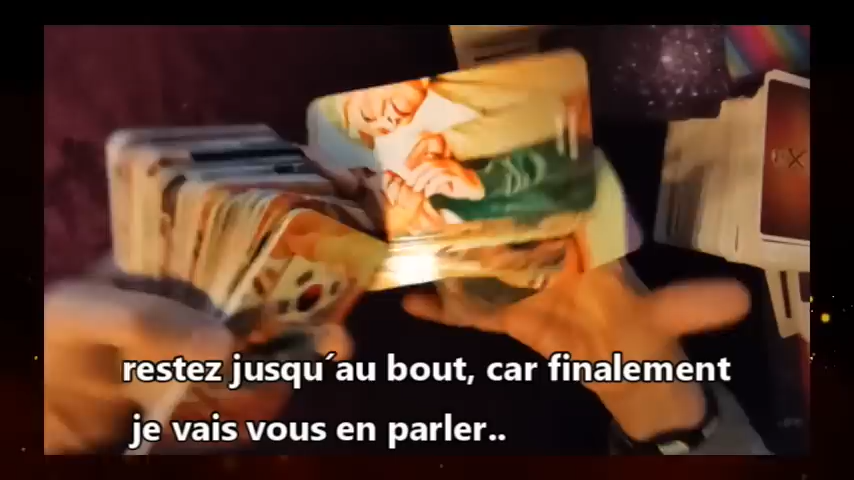 restez jusqu´au bout, car finalement
je vais vous en parler..